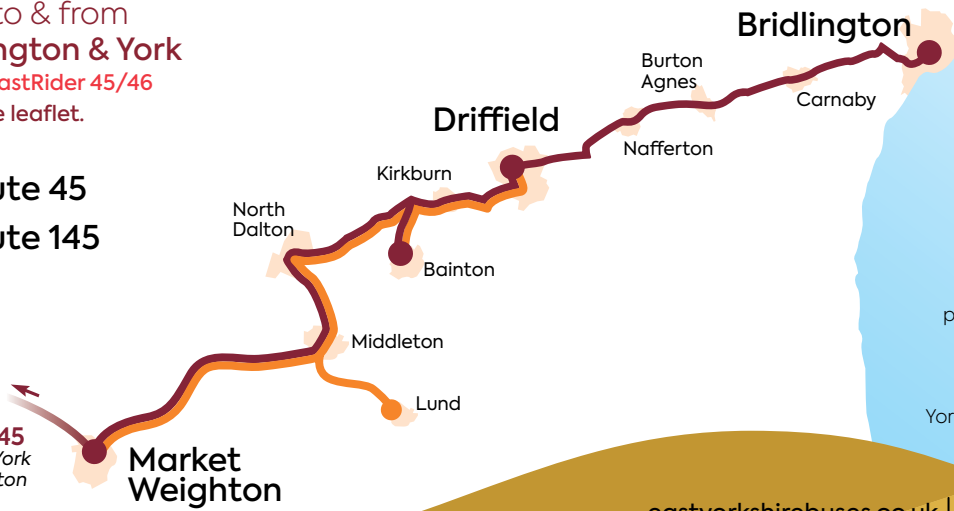 to & from
ngton & York
astRider 45/46
e leaflet.
ute 45
ute 145
Bridlington
Burton
Agnes
Carnaby
Driffield
Nafferton
Kirkburn
North
Dalton
Bainton
Middleton
Lund
45
York
ton
Market
Weighton
p
Yor
eastyorkshirebuses.co.uk |